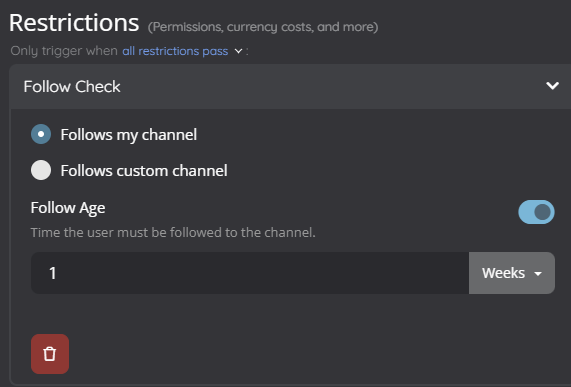 Restrictions (Permissions, currency costs, and more)
Only trigger when all restrictions pass :
Follow Check
Follows my channel
Follows custom channel
Follow Age
Time the user must be followed to the channel.
1 Weeks